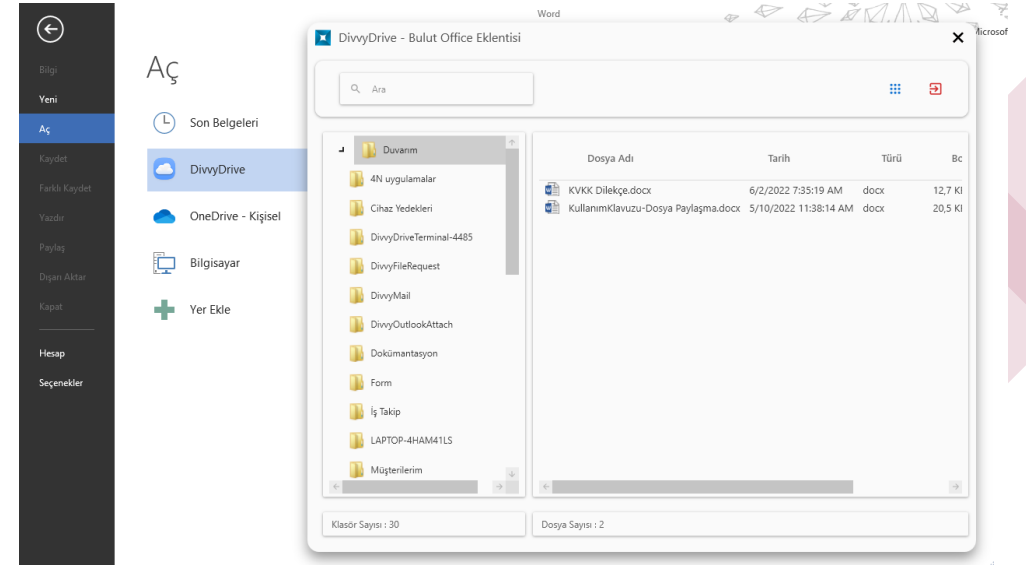 Word
Microsof
Bilgi
Yeni
Aç
Kaydet
Farklı Kaydet
Yazdır
Paylaş
Dışarı Aktar
Kapat
Hesap
Seçenekler
Aç
Son Belgeler
DivvyDrive
OneDrive - Kişisel
Bilgisayar
Yer Ekle
DivvyDrive - Bulut Office Eklentisi
Ara
Duvarım
4N uygulamalar
Cihaz Yedekleri
DivvyDriveTerminal-4485
DivvyFileRequest
DivvyMail
DivvyOutlookAttach
Dokümantasyon
Form
İş Takip
LAPTOP-4HAM41LS
Müşterilerim
Klasör Sayısı : 30
Dosya Adı Tarih Türü Bo
KVKK Dilekçe.docx 6/2/2022 7:35:19 AM docx 12,7 KI
KullanımKlavuzu-Dosya Paylaşma.docx 5/10/2022 11:38:14 AM docx 20,5 KI
Dosya Sayısı : 2